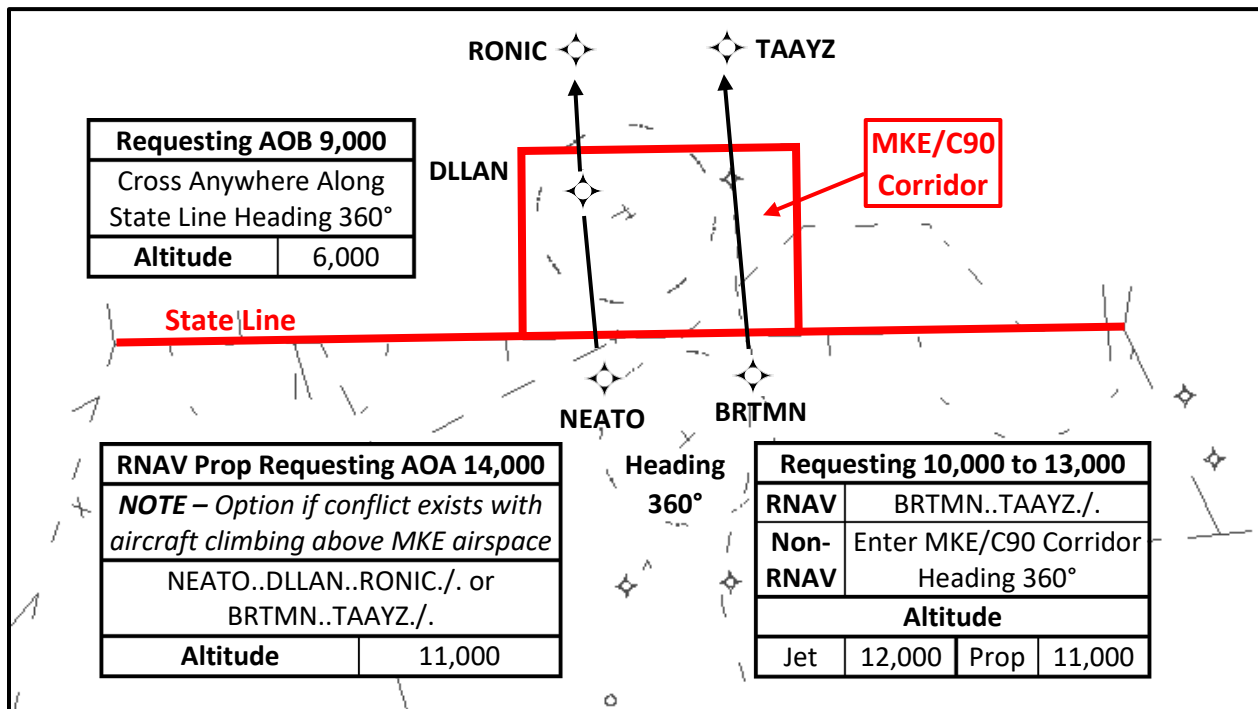 RONIC
TAAYZ
Requesting AOB 9,000
Cross Anywhere Along
State Line Heading 360°
Altitude 6,000
DLLAN
MKE/C90
Corridor
State Line
NEATO
BRTMN
RNAV Prop Requesting AOA 14,000
NOTE – Option if conflict exists with
aircraft climbing above MKE airspace
NEATO..DLLAN..RONIC./. or
BRTMN..TAAYZ./.
Altitude 11,000
Heading
360°
Requesting 10,000 to 13,000
RNAV BRTMN..TAAYZ./.
Non- Enter MKE/C90 Corridor
RNAV Heading 360°
Altitude
Jet 12,000 Prop 11,000